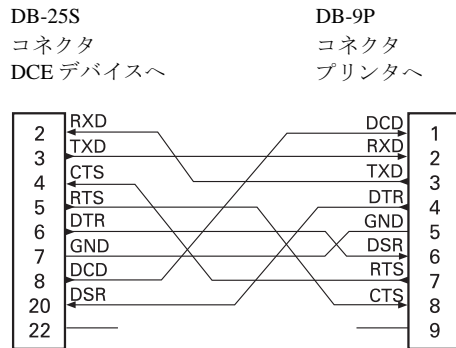 DB-25S
コネクタ
DCE デバイスへ
DB-9P
コネクタ
プリンタへ
2 RXD
3 TXD
4 CTS
5 RTS
6 DTR
7 GND
8 DCD
20 DSR
22
DCD 1
RXD 2
TXD 3
DTR 4
GND 5
DSR 6
RTS 7
CTS 8
9